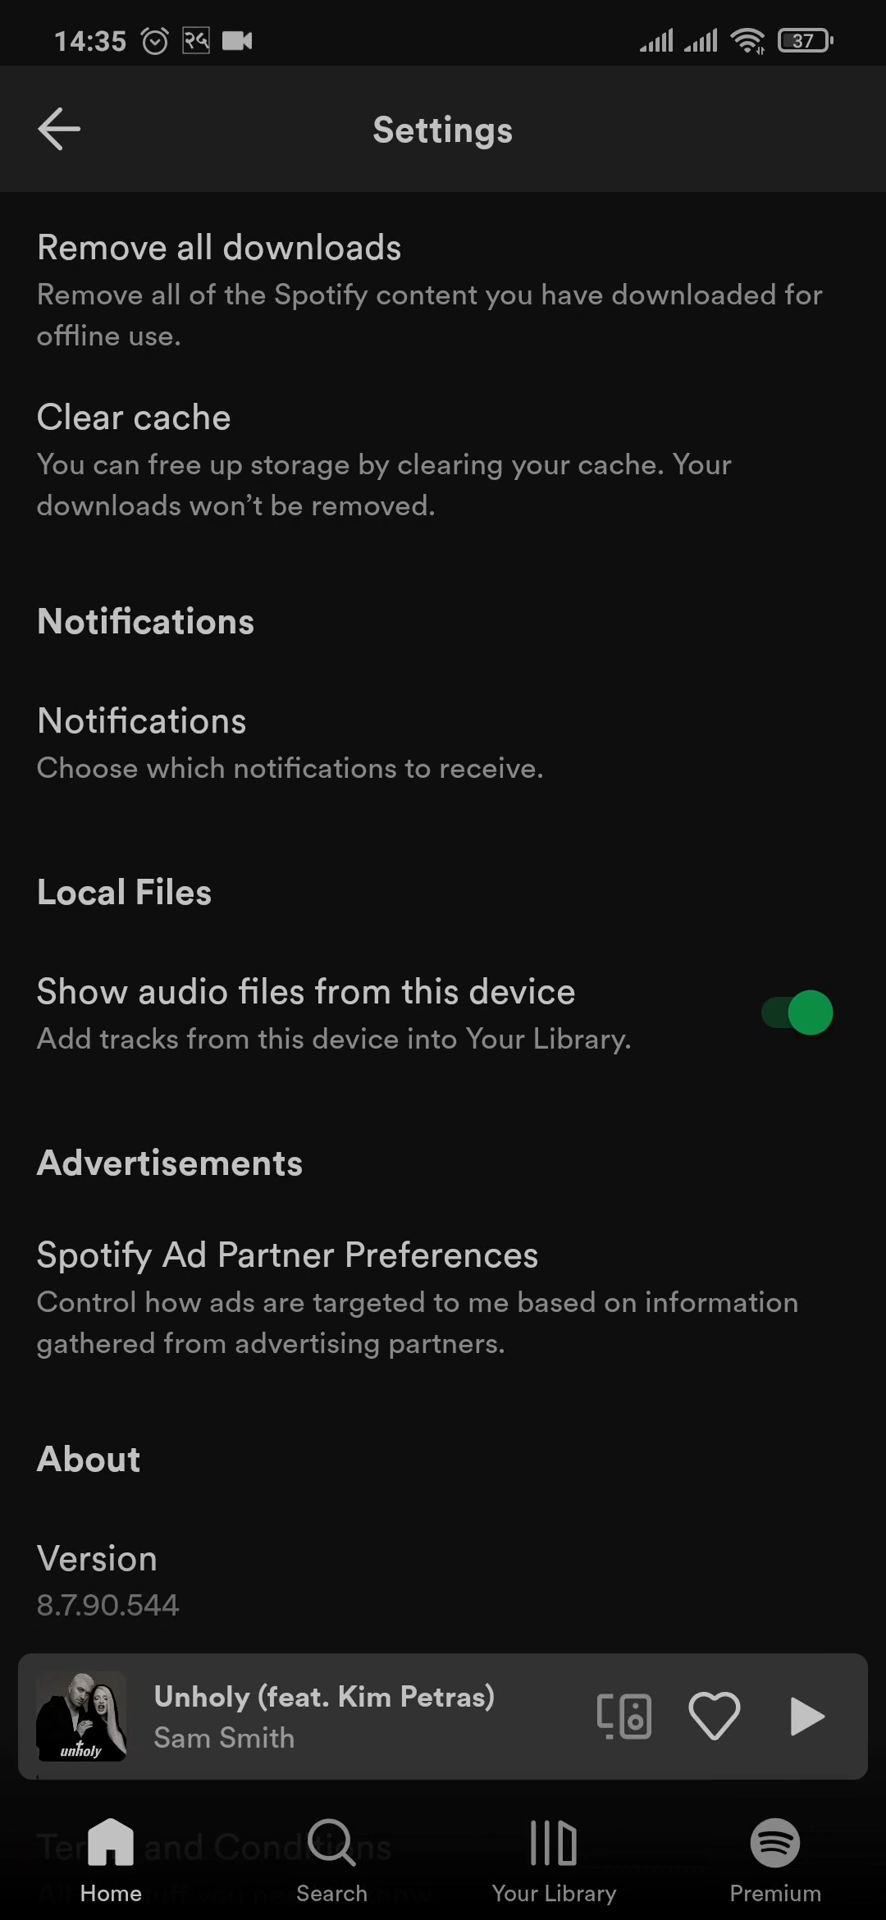 14:35 २५ 37
Settings
Remove all downloads
Remove all of the Spotify content you have downloaded for
offline use.
Clear cache
You can free up storage by clearing your cache. Your
downloads won’t be removed.
Notifications
Notifications
Choose which notifications to receive.
Local Files
Show audio files from this device
Add tracks from this device into Your Library.
Advertisements
Spotify Ad Partner Preferences
Control how ads are targeted to me based on information
gathered from advertising partners.
About
Version
8.7.90.544
unholy
Unholy (feat. Kim Petras)
Sam Smith
and
Home Search Your Library Premium